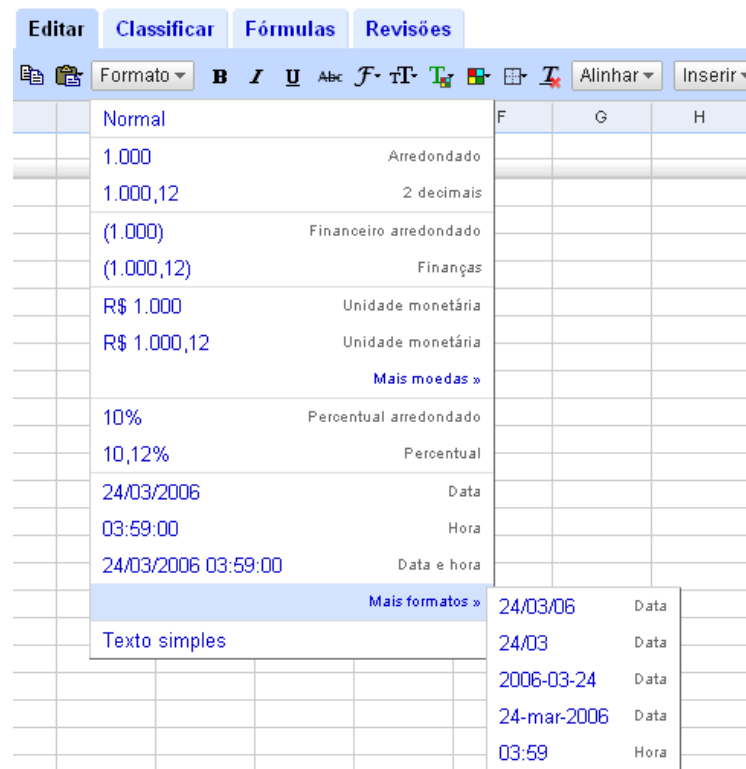 Editar Classificar Fórmulas Revisões
Formato B I U Abc F T T T Alinhar Inserir
F G H
Normal
1.000 Arredondado
1.000,12 2 decimais
(1.000) Financeiro arredondado
(1.000,12) Finanças
R$ 1.000 Unidade monetária
R$ 1.000,12 Unidade monetária
Mais moedas »
10% Percentual arredondado
10,12% Percentual
24/03/2006 Data
03:59:00 Hora
24/03/2006 03:59:00 Data e hora
Mais formatos »
24/03/06 Data
Texto simples
24/03 Data
2006-03-24 Data
24-mar-2006 Data
03:59 Hora